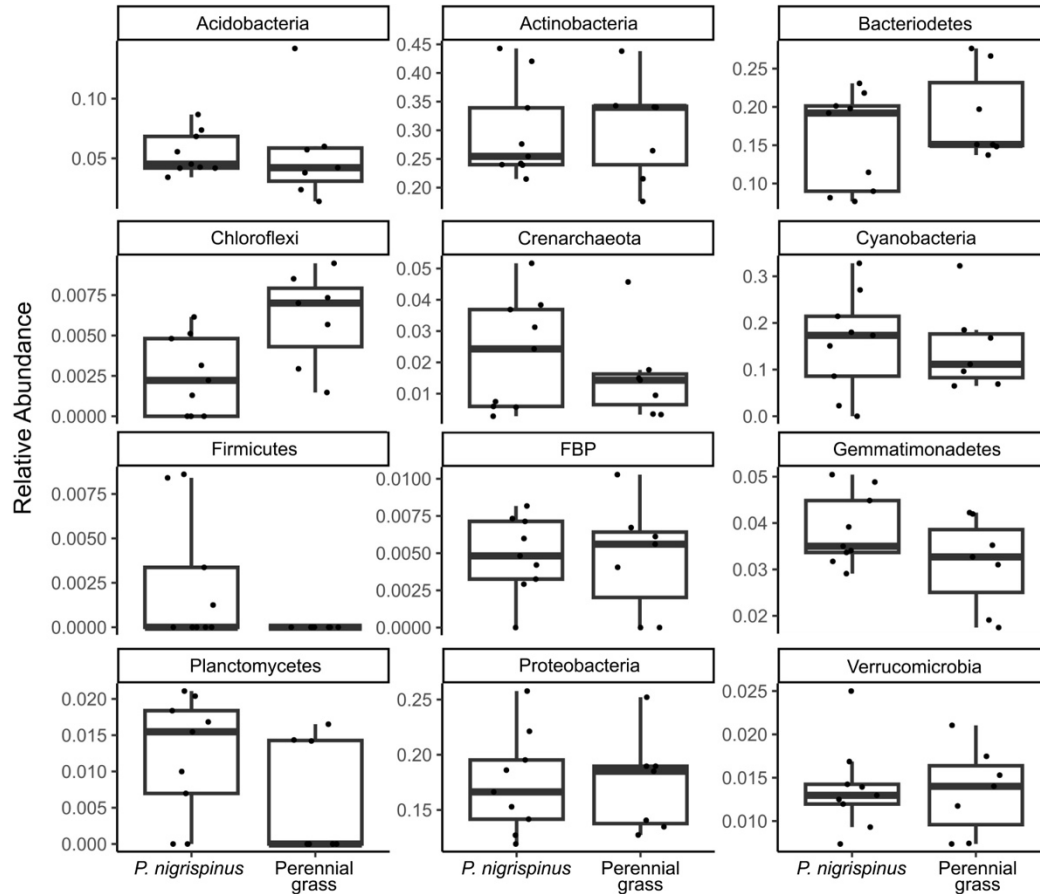 Acidobacteria
Actinobacteria
Bacteriodetes
0.10
0.05
0.45
0.40
0.35
0.30
0.25
0.20
0.25
0.20
0.15
0.10
Chloroflexi
Crenarchaeota
Cyanobacteria
0.0075
0.0050
0.0025
0.0000
0.05
0.04
0.03
0.02
0.01
0.3
0.2
0.1
0.0
Relative Abundance
Firmicutes
FBP
Gemmatimonadetes
0.0075
0.0050
0.0025
0.0000
0.0100
0.0075
0.0050
0.0025
0.0000
0.05
0.04
0.03
0.02
Planctomycetes
Proteobacteria
Verrucomicrobia
0.020
0.015
0.010
0.005
0.000
0.25
0.20
0.15
0.025
0.020
0.015
0.010
P. nigrispinus
Perennial
grass
P. nigrispinus
Perennial
grass
P. nigrispinus
Perennial
grass